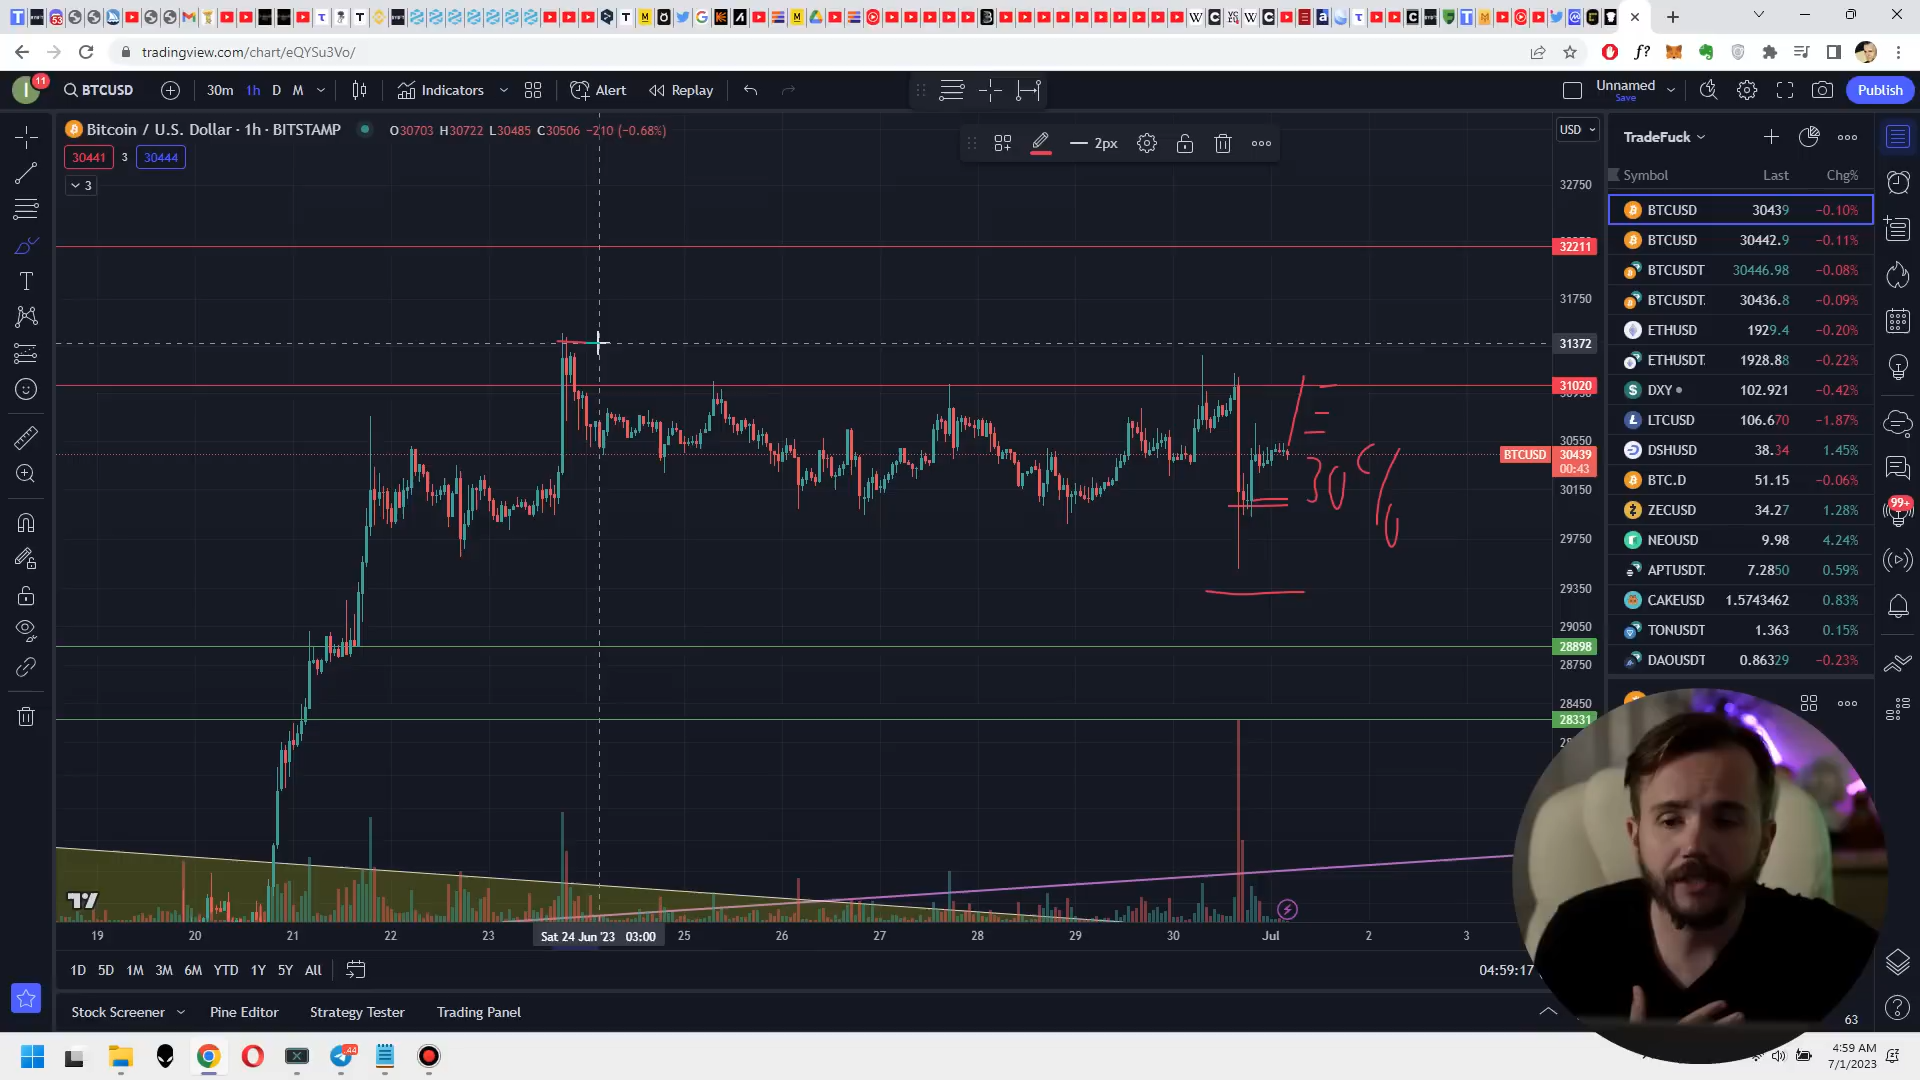 53
tradingview.com/chart/eQYSu3Vo/
11
BTCUSD
30m 1h D M
Indicators
Alert
Replay
Unnamed
Save
Publish
Bitcoin / U.S. Dollar · 1h · BITSTAMP O30703 H30722 L30485 C30506 −210 (−0.68%)
30441 3 30444
3
2px
USD
TradeFuck
Symbol Last Chg%
BTCUSD 30439 −0.10%
BTCUSD 30442.9 −0.11%
BTCUSDT 30446.98 −0.08%
BTCUSDT. 30436.8 −0.09%
ETHUSD 1929.4 −0.20%
ETHUSDT. 1928.88 −0.22%
DXY 102.921 −0.42%
LTCUSD 106.670 −1.87%
DSHUSD 38.34 1.45%
BTC.D 51.15 −0.06%
ZECUSD 34.27 1.28%
NEOUSD 9.98 4.24%
APTUSDT. 7.2850 0.59%
CAKEUSD 1.5743462 0.83%
TONUSDT 1.363 0.15%
DAOUSDT 0.86329 −0.23%
99+
32750
32211
31750
31372
31020
30550
BTCUSD 30439
00:43
30150
29750
29350
29050
28898
28750
28450
28331
30%
19 20 21 22 23 Sat 24 Jun '23 03:00 25 26 27 28 29 30 Jul 2 3
1D 5D 1M 3M 6M YTD 1Y 5Y All
04:59:17
Stock Screener Pine Editor Strategy Tester Trading Panel
63
44
4:59 AM
7/1/2023